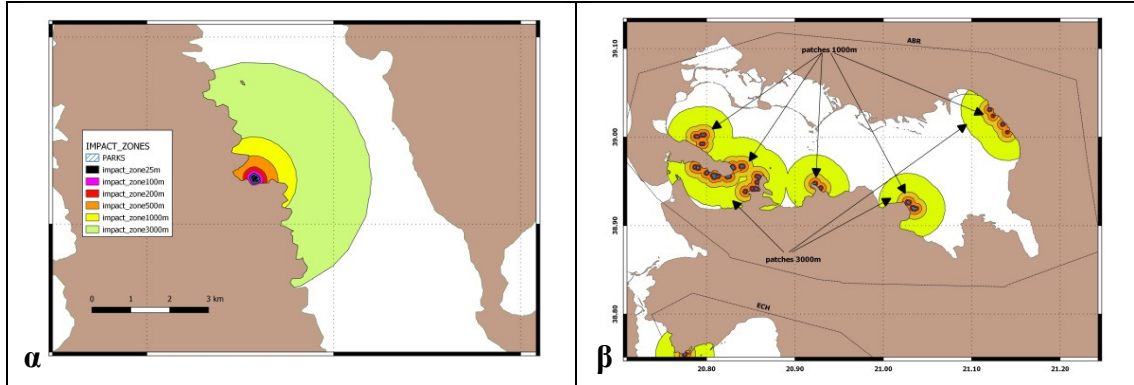 IMPACT_ZONES
PARKS
impact_zone25m
impact_zone100m
impact_zone200m
impact_zone500m
impact_zone1000m
impact_zone3000m
0 1 2 3 km
α
ABR
patches 1000m
39.10
39.00
38.90
patches 3000m
ECH
38.80
20.80 20.90 21.00 21.10 21.20
β